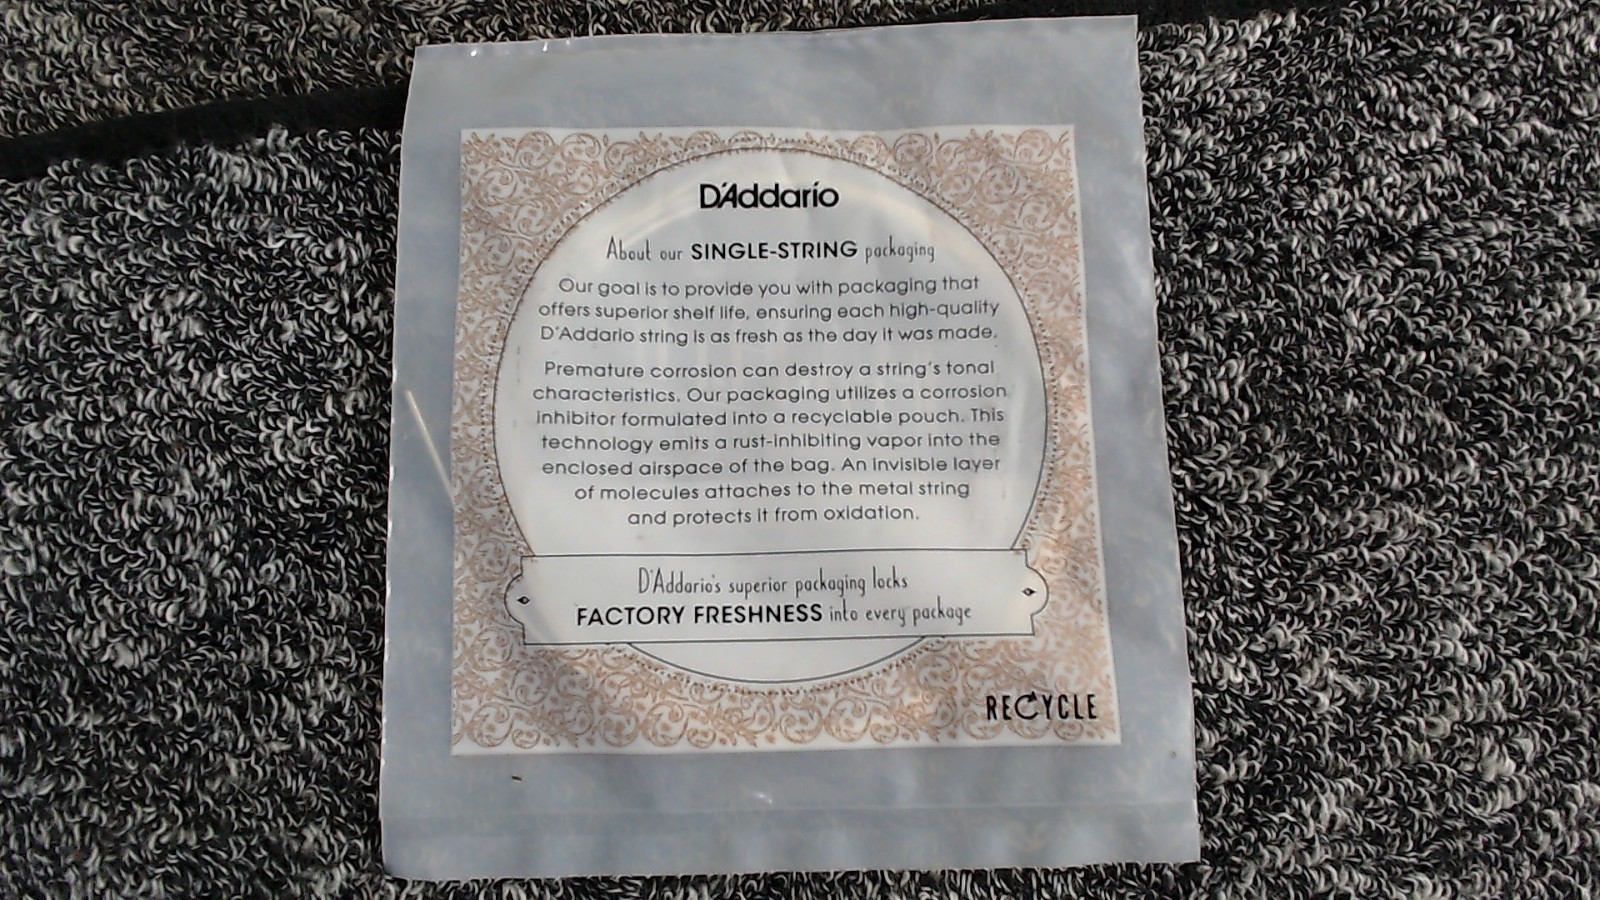 D'Addario
About our SINGLE-STRING packaging
Our goal is to provide you with packaging that
offers superior shelf life, ensuring each high-quality
D'Addario string is as fresh as the day it was made.
Premature corrosion can destroy a string's tonal
characteristics. Our packaging utilizes a corrosion
inhibitor formulated into a recyclable pouch. This
technology emits a rust-inhibiting vapor into the
enclosed airspace of the bag. An invisible layer
of molecules attaches to the metal string
and protects it from oxidation.
D'Addario's superior packaging locks
FACTORY FRESHNESS into every package
RECYCLE